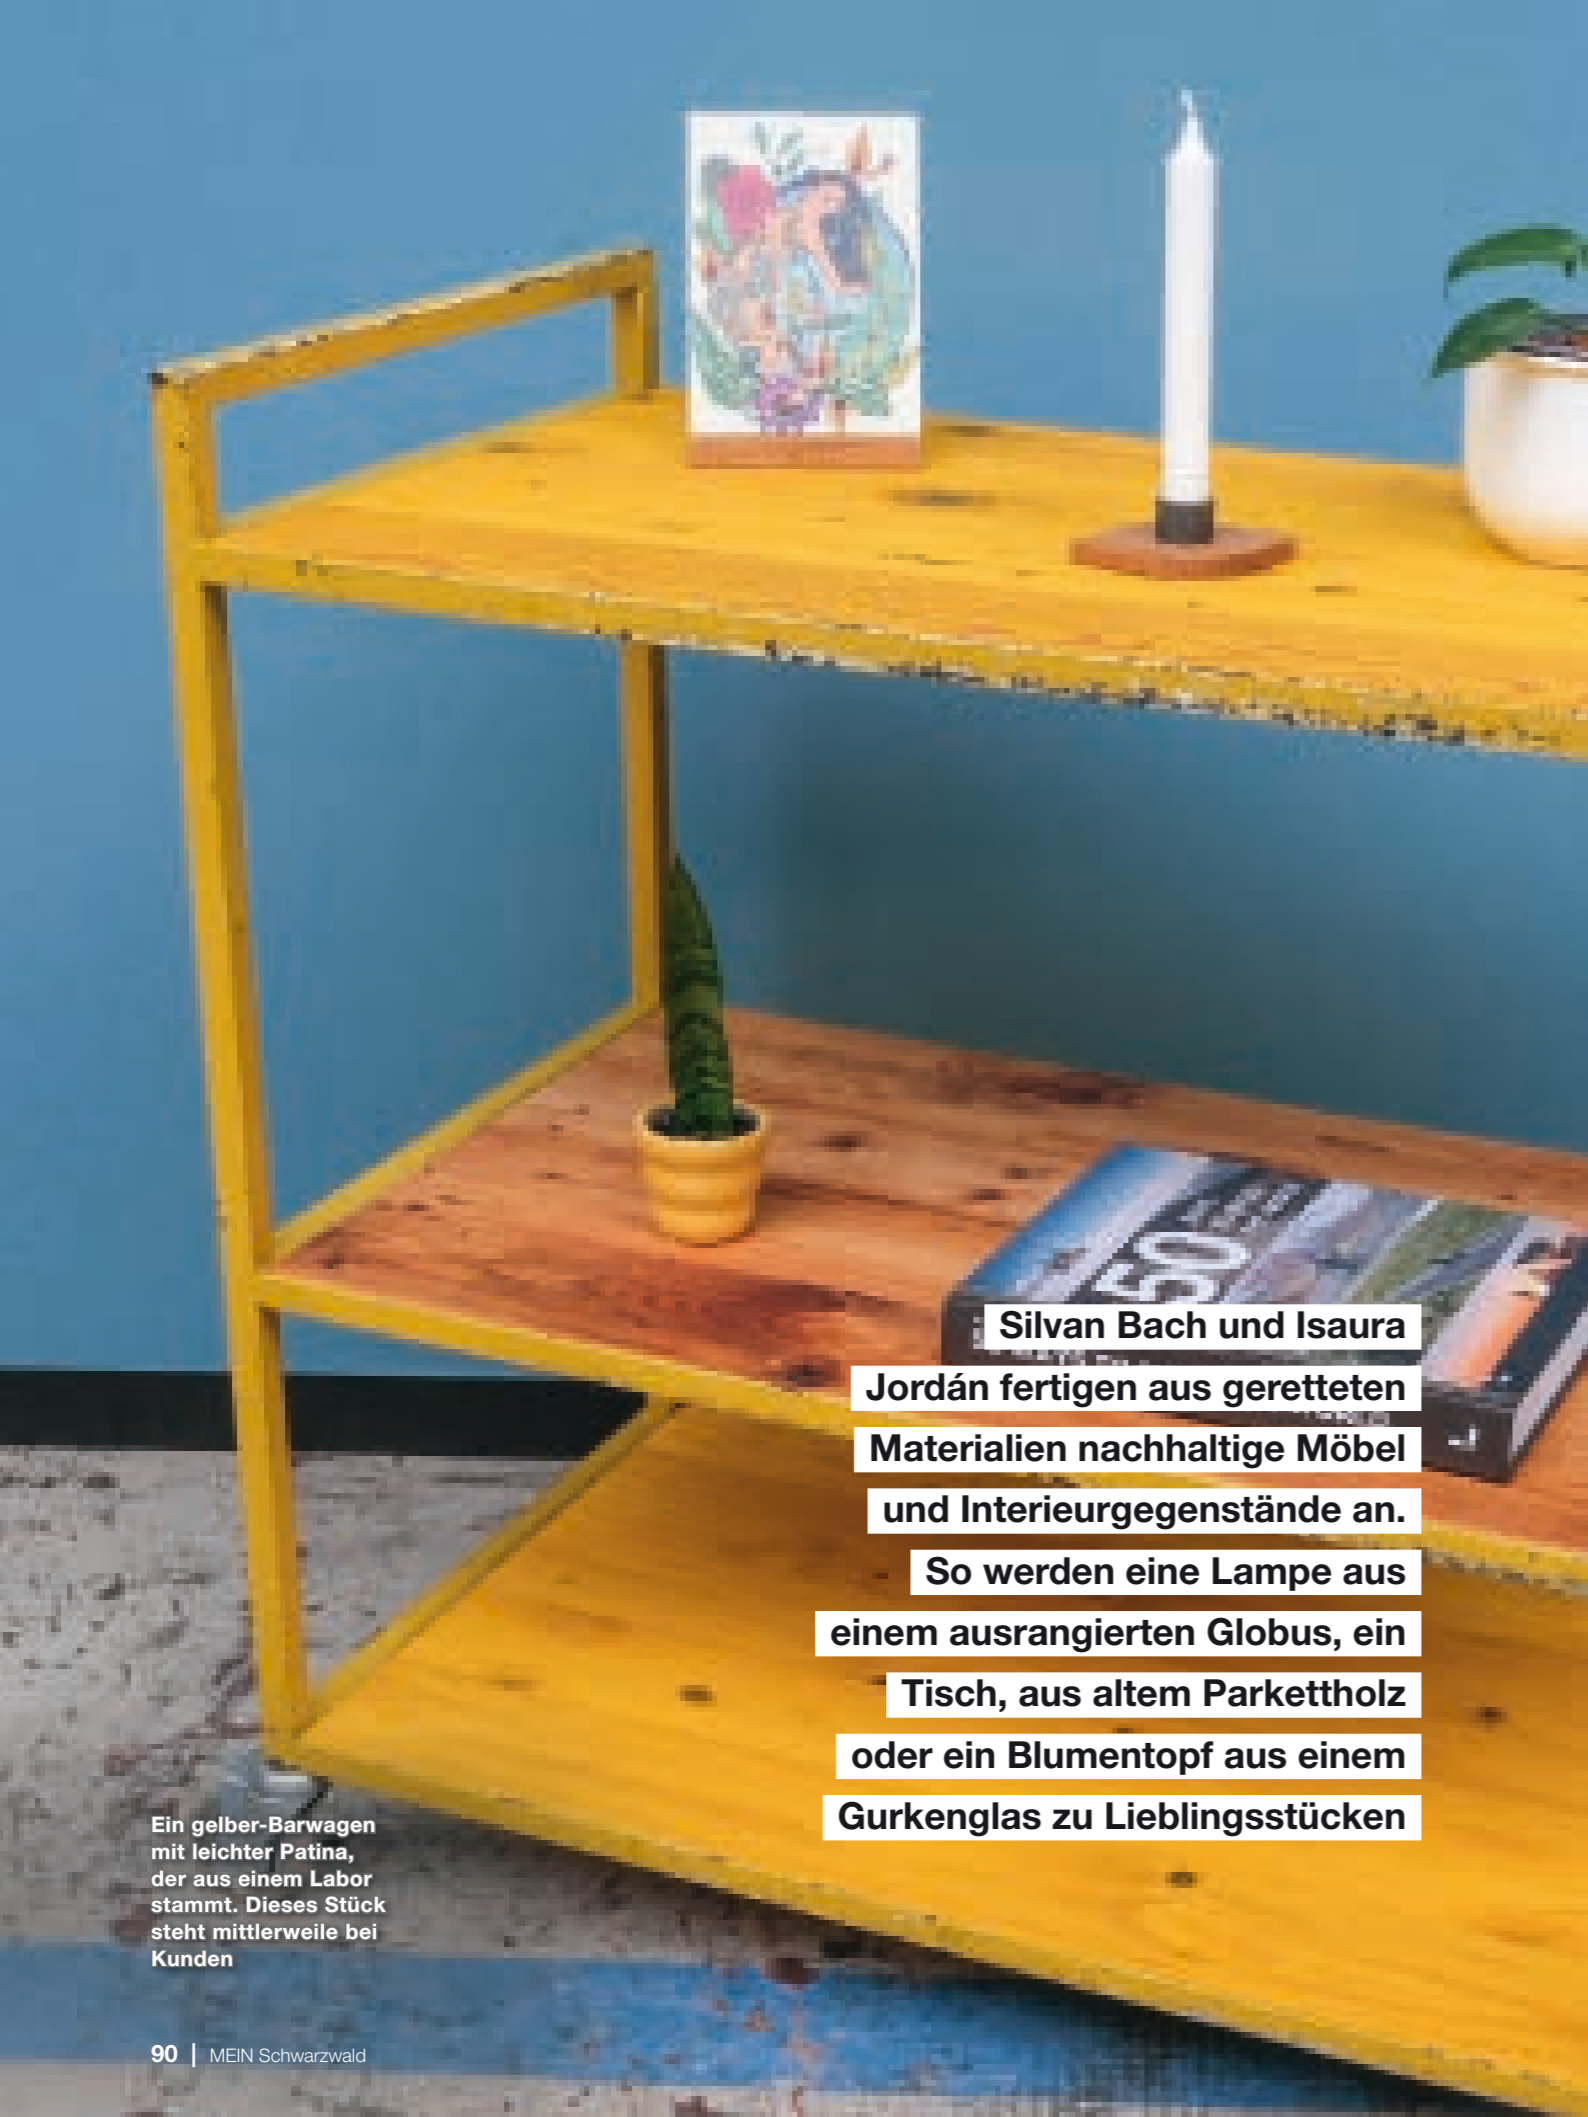 50
Silvan Bach und Isaura
Jordán fertigen aus geretteten
Materialien nachhaltige Möbel
und Interieurgegenstände an.
So werden eine Lampe aus
einem ausrangierten Globus, ein
Tisch, aus altem Parkettholz
oder ein Blumentopf aus einem
Gurkenglas zu Lieblingsstücken
Ein gelber-Barwagen
mit leichter Patina,
der aus einem Labor
stammt. Dieses Stück
steht mittlerweile bei
Kunden
90 | MEIN Schwarzwald